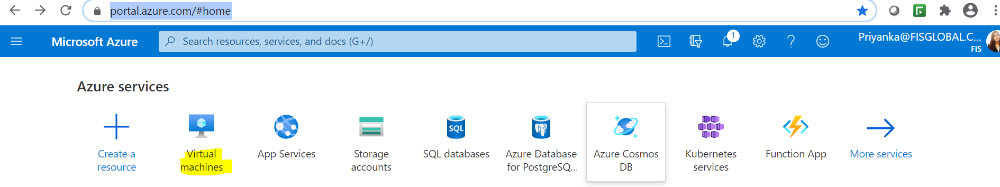 portal.azure.com/#home
Microsoft Azure
Search resources, services, and docs (G+/)
1
Priyanka@FISGLOBAL.C...
FIS
Azure services
Create a
resource
Virtual
machines
App Services
Storage
accounts
SQL
SQL databases
Azure Database
for PostgreSQ...
Azure Cosmos
DB
Kubernetes
services
Function App
More services